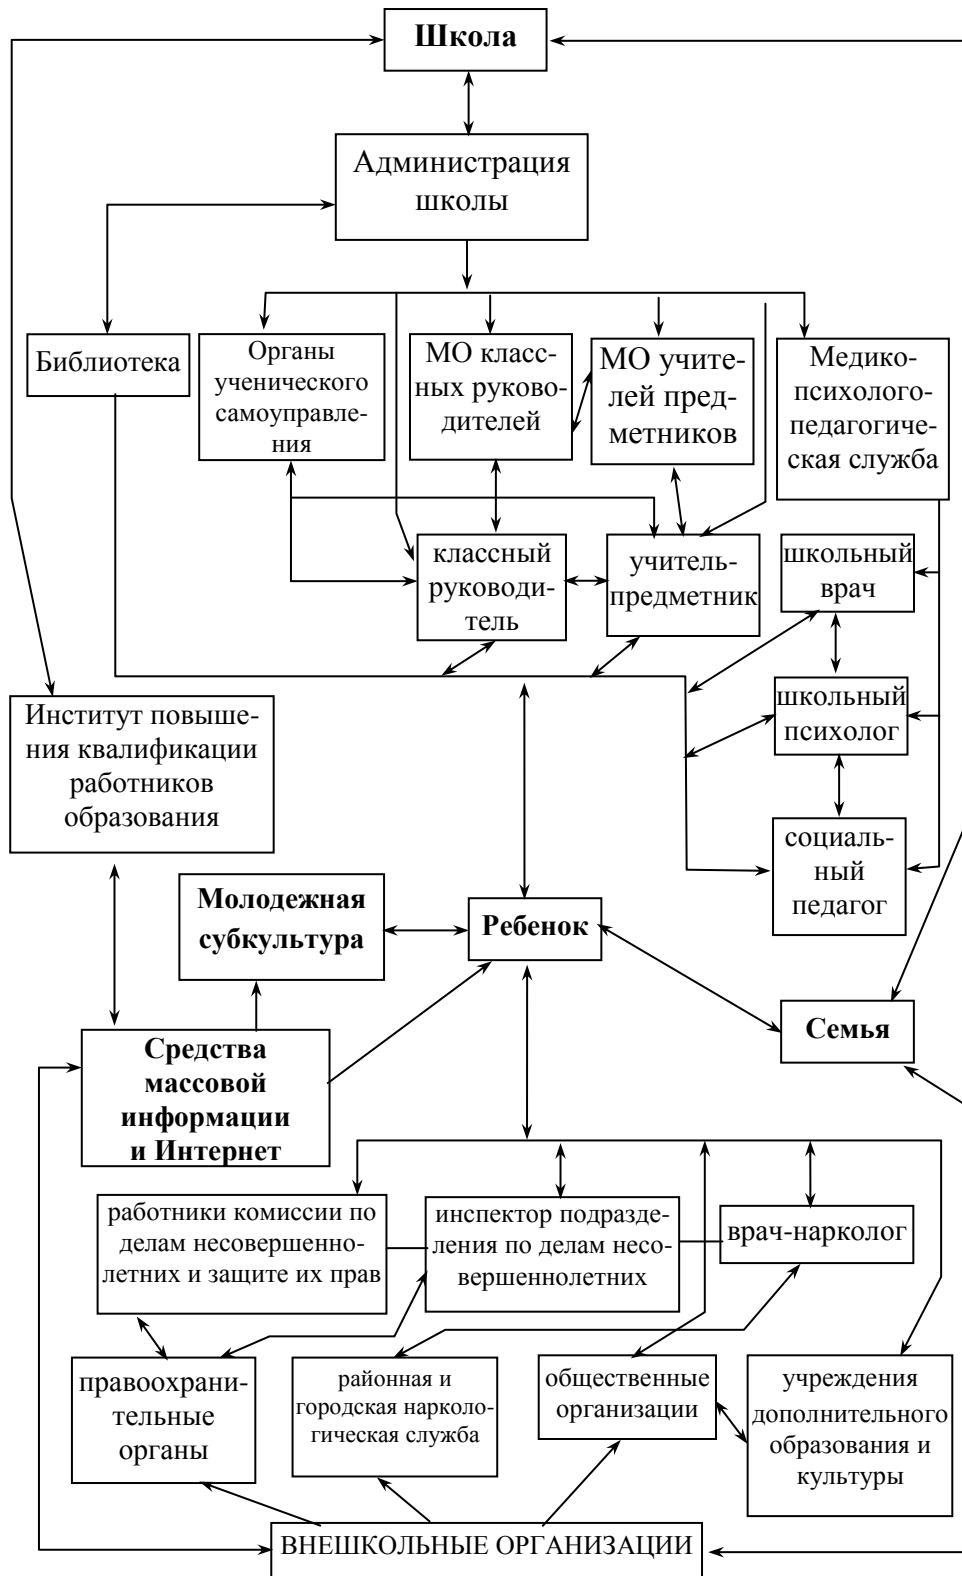 Школа
Администрация
школы
Библиотека
Органы
ученического
самоуправле-
ния
МО класс-
ных руково-
дителей
МО учите-
лей пред-
метников
Медико-
психолого-
педагогиче-
ская служба
классный
руководи-
тель
учитель-
предметник
школьный
врач
школьный
психолог
социаль-
ный
педагог
Институт повыше-
ния квалификации
работников
образования
Молодежная
субкультура
Ребенок
Семья
Средства
массовой
информации
и Интернет
работники комиссии по
делам несовершенно-
летних и защите их прав
инспектор подразде-
ления по делам несо-
вершеннолетних
врач-нарколог
правоохрани-
тельные
органы
районная и
городская нарколо-
гическая служба
общественные
организации
учреждения
дополнительного
образования и
культуры
ВНЕШКОЛЬНЫЕ ОРГАНИЗАЦИИ